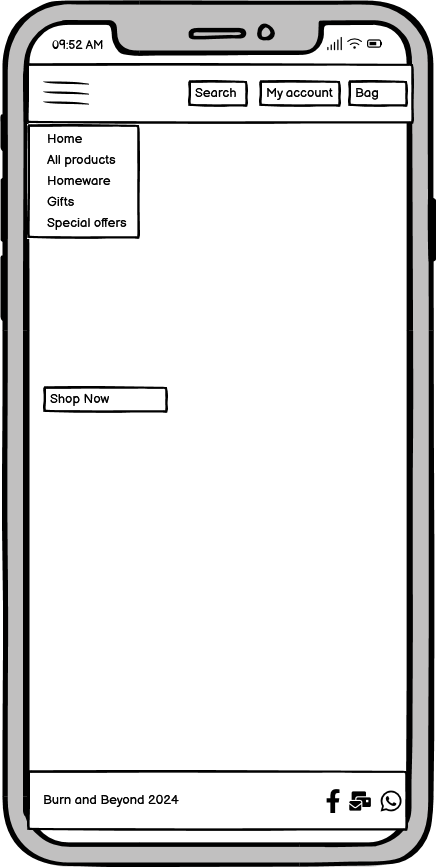 09:52 AM
Search My account Bag
Home
All products
Homeware
Gifts
Special offers
Shop Now
Burn and Beyond 2024